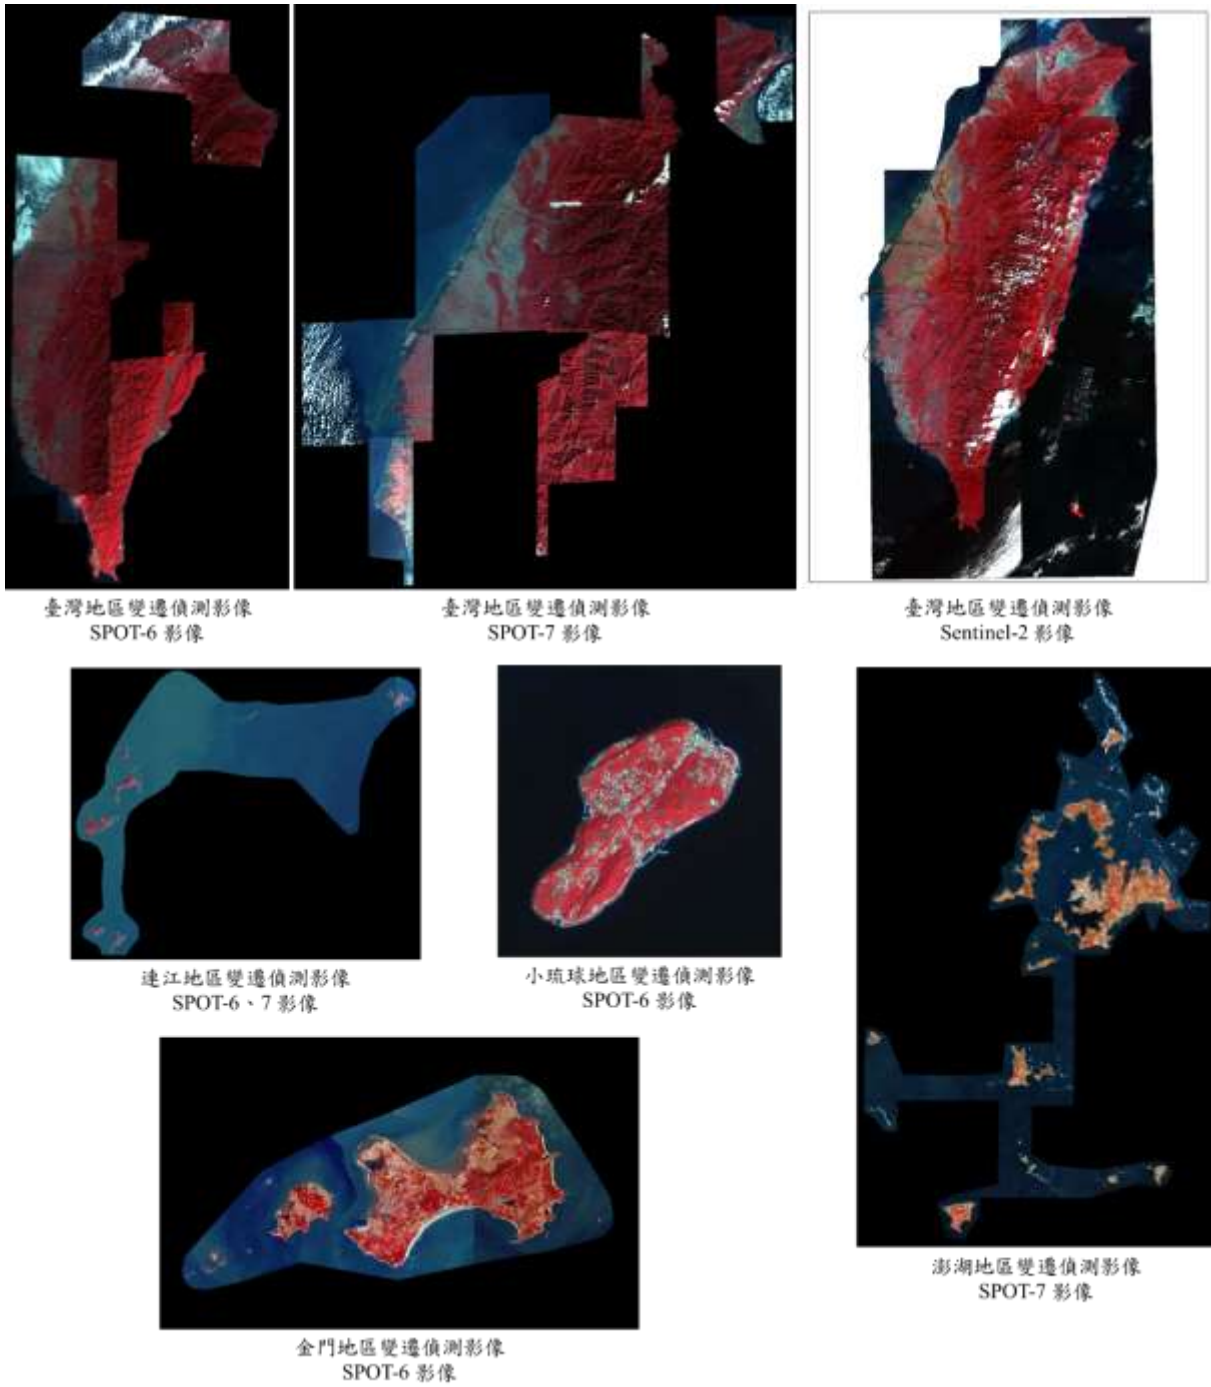 臺灣地區變遷偵測影像
SPOT-6 影像
臺灣地區變遷偵測影像
SPOT-7 影像
臺灣地區變遷偵測影像
Sentinel-2 影像
連江地區變遷偵測影像
SPOT-6、7 影像
小琉球地區變遷偵測影像
SPOT-6 影像
澎湖地區變遷偵測影像
SPOT-7 影像
金門地區變遷偵測影像
SPOT-6 影像